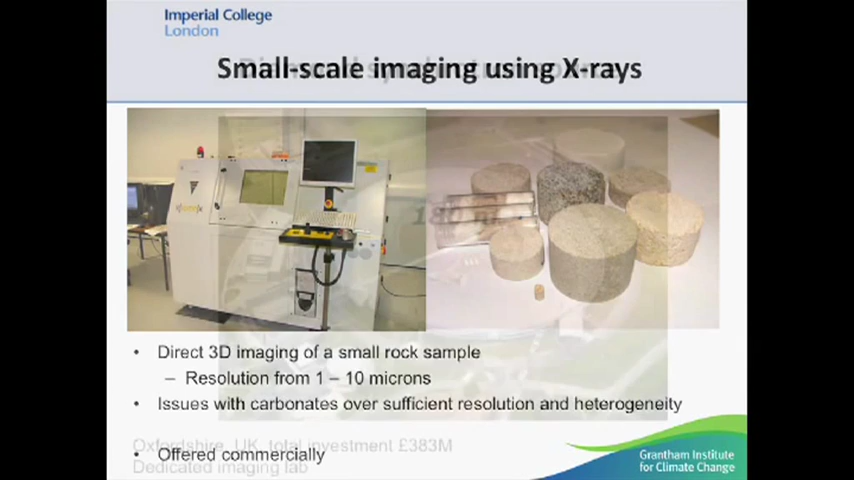 Imperial College
London
Small-scale imaging using X-rays
180 m
• Direct 3D imaging of a small rock sample
– Resolution from 1 – 10 microns
• Issues with carbonates over sufficient resolution and heterogeneity
Oxfordshire, UK, total investment £383M
• Offered commercially
Dedicated imaging lab
Grantham Institute
for Climate Change